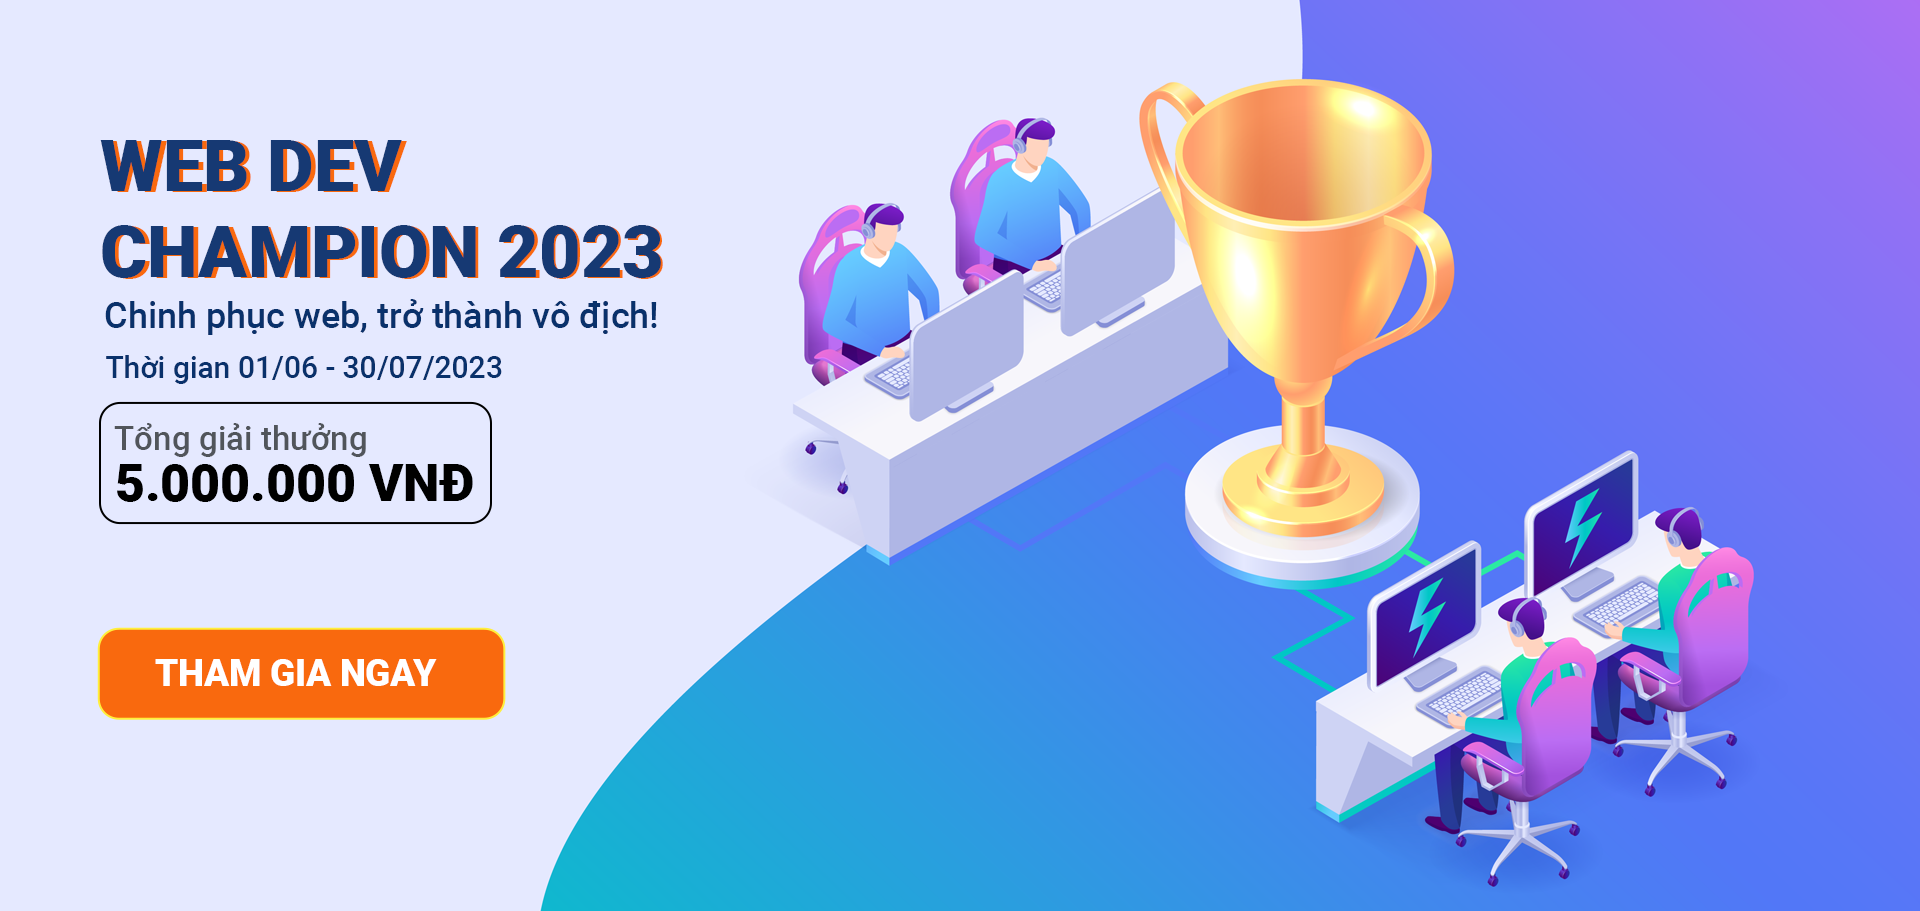 WEB DEV
CHAMPION 2023
Chinh phục web, trở thành vô địch!
Thời gian 01/06 - 30/07/2023
Tổng giải thưởng
5.000.000 VNĐ
THAM GIA NGAY